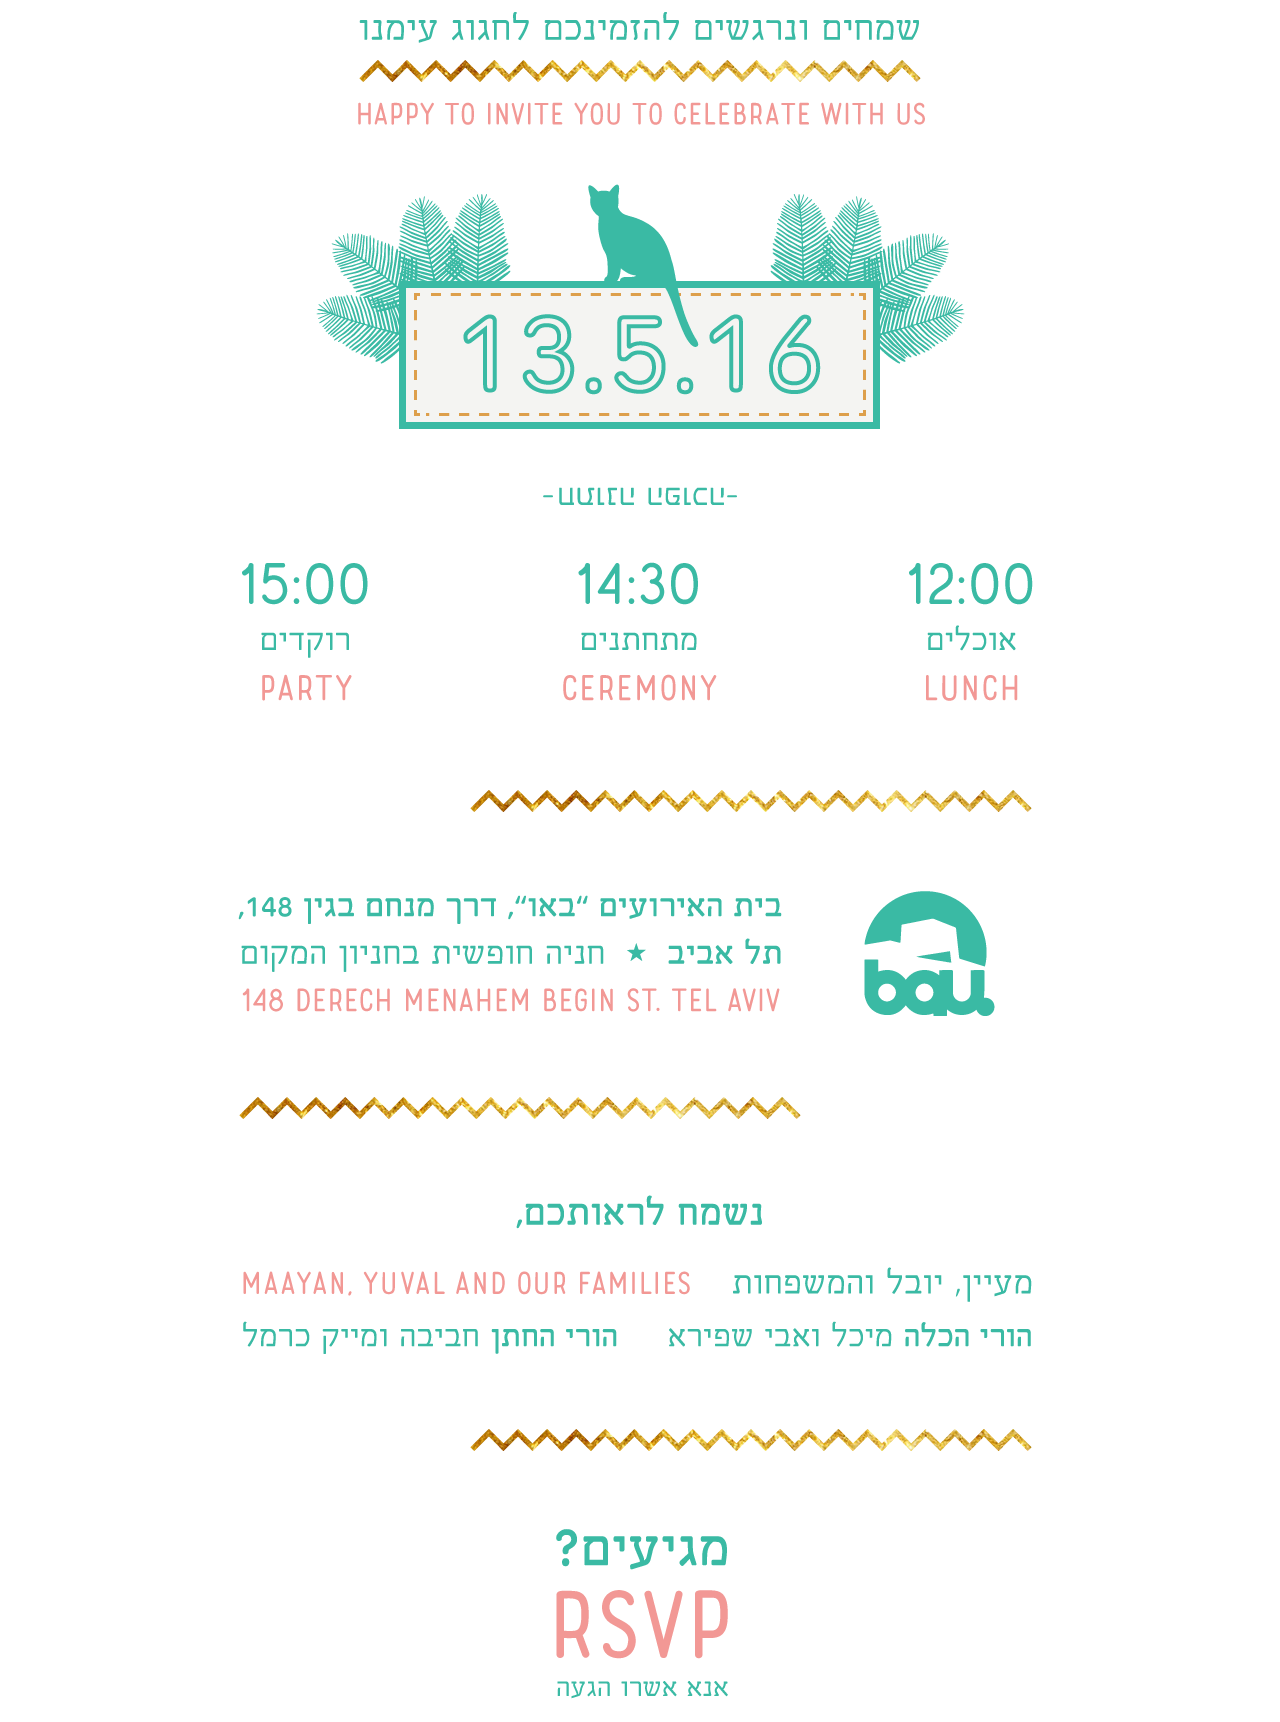 שמחים ונרגשים להזמינכם לחגוג עימנו
HAPPY TO INVITE YOU TO CELEBRATE WITH US
13.5.16
-חתונה הפוכה-
12:00 14:30 15:00
אוכלים מתחתנים רוקדים
LUNCH CEREMONY PARTY
בית האירועים “באו”, דרך מנחם בגין 148,
תל אביב ★ חניה חופשית בחניון המקום
148 DERECH MENAHEM BEGIN ST. TEL AVIV
bau.
נשמח לראותכם,
מעיין, יובל והמשפחות MAAYAN, YUVAL AND OUR FAMILIES
הורי הכלה מיכל ואבי שפירא הורי החתן חביבה ומייק כרמל
מגיעים?
RSVP
אנא אשרו הגעה